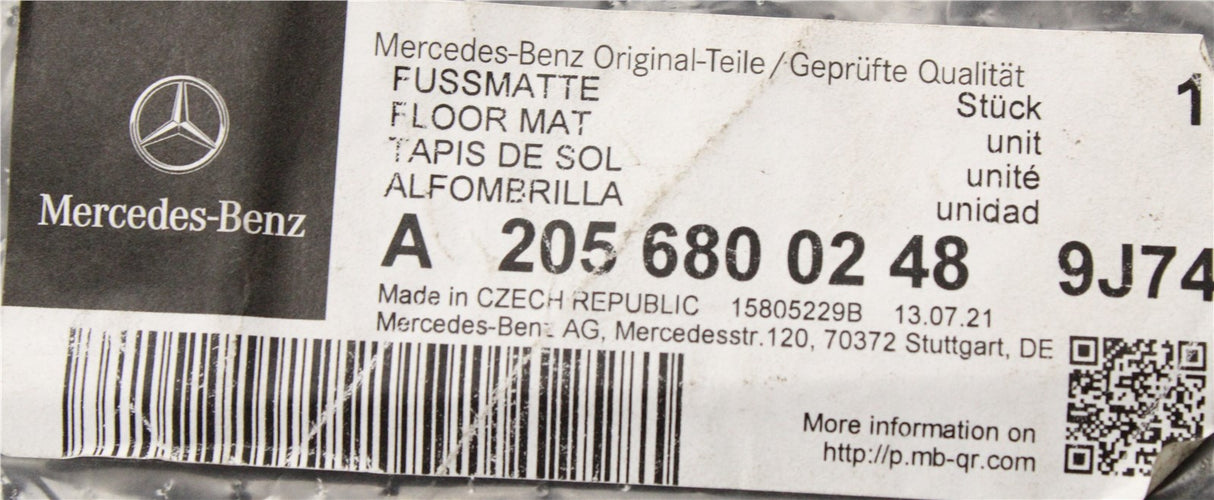 Mercedes-Benz
Mercedes-Benz Original-Teile/Geprüfte Qualität
FUSSMATTE Stück 1
FLOOR MAT unit
TAPIS DE SOL unité
ALFOMBRILLA unidad
A 205 680 02 48 9J74
Made in CZECH REPUBLIC 15805229B 13.07.21
Mercedes-Benz AG, Mercedesstr.120, 70372 Stuttgart, DE
More information on
http://p.mb-qr.com